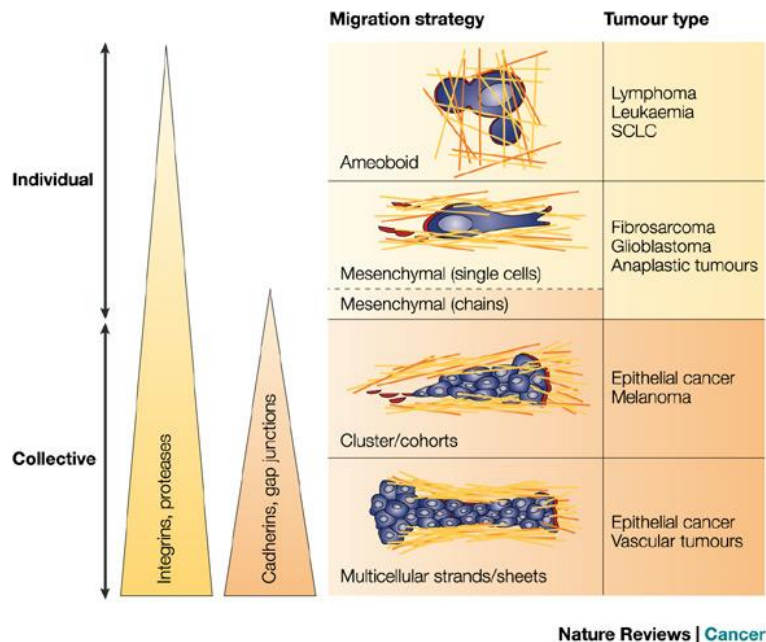 Migration strategy
Tumour type
Individual
Collective
Integrins, proteases
Cadherins, gap junctions
Ameoboid
Lymphoma
Leukaemia
SCLC
Mesenchymal (single cells)
Mesenchymal (chains)
Fibrosarcoma
Glioblastoma
Anaplastic tumours
Cluster/cohorts
Epithelial cancer
Melanoma
Multicellular strands/sheets
Epithelial cancer
Vascular tumours
Nature Reviews | Cancer